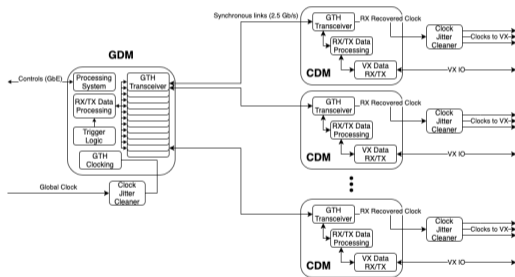 Synchronous links (2.5 Gb/s)
GDM
Controls (GbE)
Processing
System
GTH
Transceiver
RX/TX Data
Processing
Trigger
Logic
GTH
Clocking
Global Clock
Clock
Jitter
Cleaner
GTH
Transceiver
RX Recovered Clock
Clock
Jitter
Cleaner
Clocks to VX
RX/TX Data
Processing
VX Data
RX/TX
VX IO
CDM
GTH
Transceiver
RX Recovered Clock
Clock
Jitter
Cleaner
Clocks to VX
RX/TX Data
Processing
VX Data
RX/TX
VX IO
CDM
GTH
Transceiver
RX Recovered Clock
Clock
Jitter
Cleaner
Clocks to VX
RX/TX Data
Processing
VX Data
RX/TX
VX IO
CDM